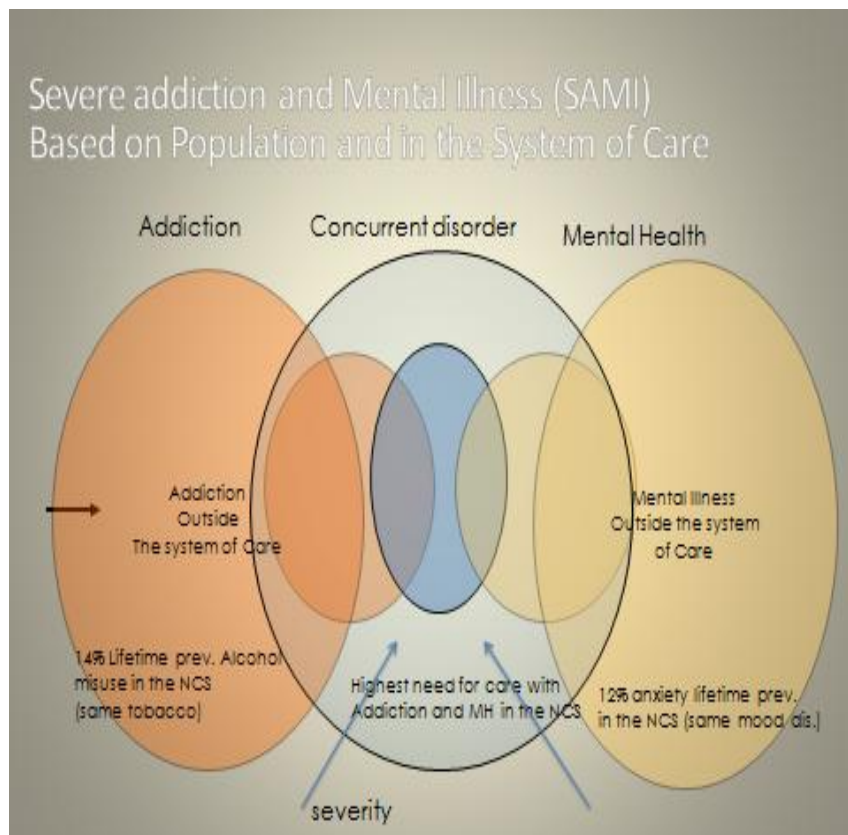 Severe addiction and Mental Illness (SAMI)
Based on Population and in the System of Care
Addiction
Concurrent disorder
Mental Health
Addiction
Outside
The system of Care
Mental Illness
Outside the system
of Care
14% Lifetime prev. Alcohol
misuse in the NCS
(same tobacco)
Highest need for care with
Addiction and MH in the NCS
12% anxiety lifetime prev.
in the NCS (same mood dis.)
severity